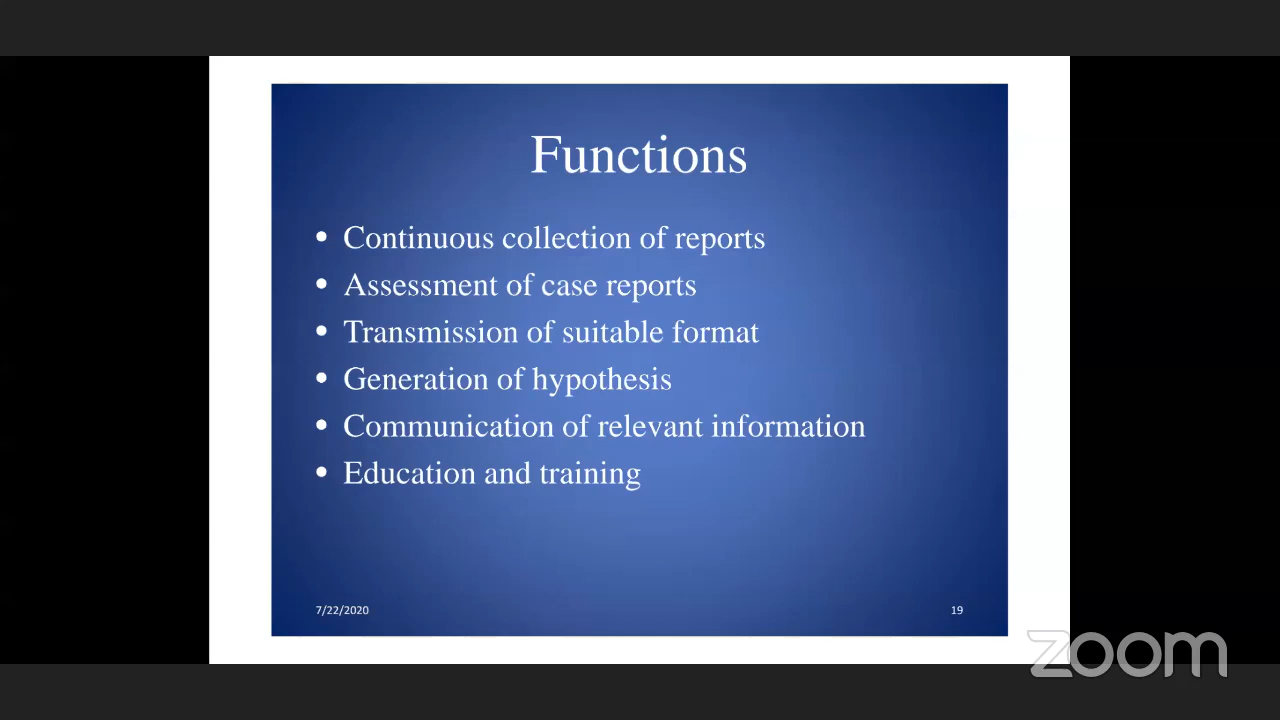 Functions
• Continuous collection of reports
• Assessment of case reports
• Transmission of suitable format
• Generation of hypothesis
• Communication of relevant information
• Education and training
7/22/2020
19
zoom